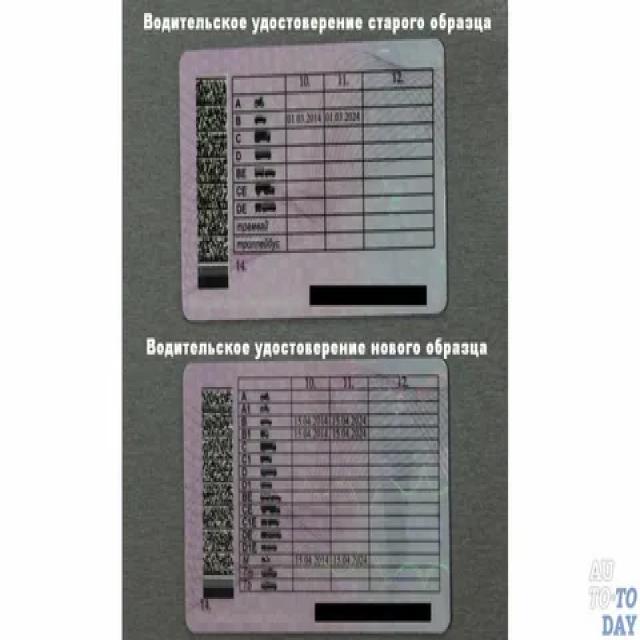 Водительское удостоверение старого образца
10. 11. 12.
A
B 01.03.2014 01.03.2024
C
D
BE
CE
DE
трамвай
троллейбус
14.
Водительское удостоверение нового образца
10. 11. 12.
A
A1
B 15.04.2014 15.04.2024
B1 15.04.2014 15.04.2024
C
C1
D
D1
BE
CE
C1E
DE
D1E
M 15.04.2014 15.04.2024
Tm
Tb
14.
AU
TO-TO
DAY